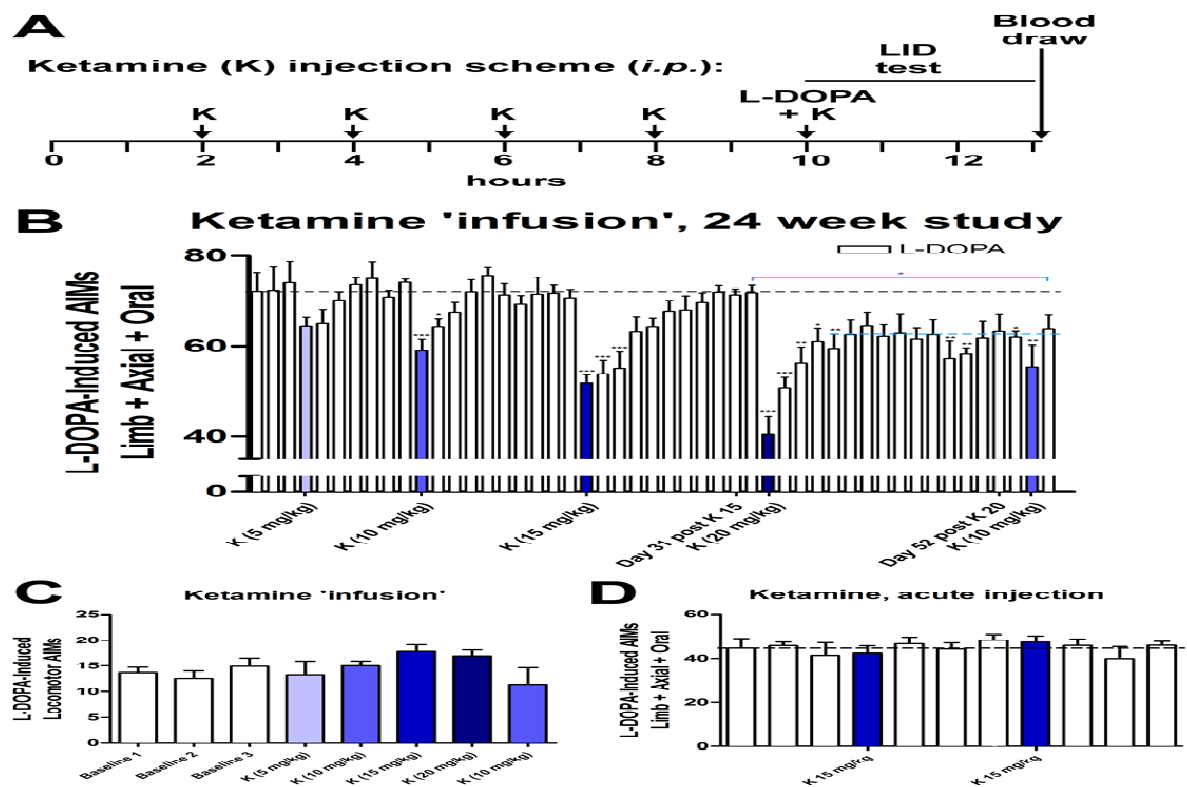 A
Blood
draw
Ketamine (K) injection scheme (i.p.):
LID
test
L-DOPA
+ K
K K K K
0 2 4 6 8 10 12
hours
B
Ketamine 'infusion', 24 week study
L-DOPA
L-DOPA-Induced AIMs
Limb + Axial + Oral
80
60
40
0
K (5 mg/kg)
K (10 mg/kg)
K (15 mg/kg)
Day 31 post K 15
K (20 mg/kg)
Day 52 post K 20
K (10 mg/kg)
C
Ketamine 'infusion'
L-DOPA-Induced
Locomotor AIMs
25
20
15
10
5
0
Baseline 1
Baseline 2
Baseline 3
K (5 mg/kg)
K (10 mg/kg)
K (15 mg/kg)
K (20 mg/kg)
K (10 mg/kg)
D
Ketamine, acute injection
L-DOPA-Induced AIMs
Limb + Axial + Oral
60
40
20
0
K 15 mg/kg
K 15 mg/kg